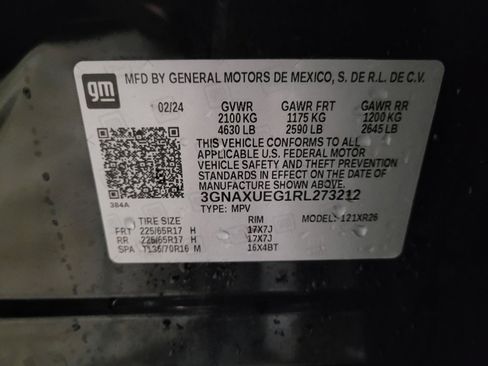 gm
MFD BY GENERAL MOTORS DE MEXICO, S. DE R.L. DE C.V.
02/24 GVWR GAWR FRT GAWR RR
2100 KG 1175 KG 1200 KG
4630 LB 2590 LB 2645 LB
THIS VEHICLE CONFORMS TO ALL
APPLICABLE U.S. FEDERAL MOTOR
VEHICLE SAFETY AND THEFT PREVENTION
STANDARDS IN EFFECT ON THE DATE OF
MANUFACTURE SHOWN ABOVE.
3GNAXUEG1RL273212
384A
TYPE: MPV MODEL: 121XR26
TIRE SIZE RIM
FRT 225/65R17 H 17X7J
RR 225/65R17 H 17X7J
SPA T135/70R16 M 16X4BT